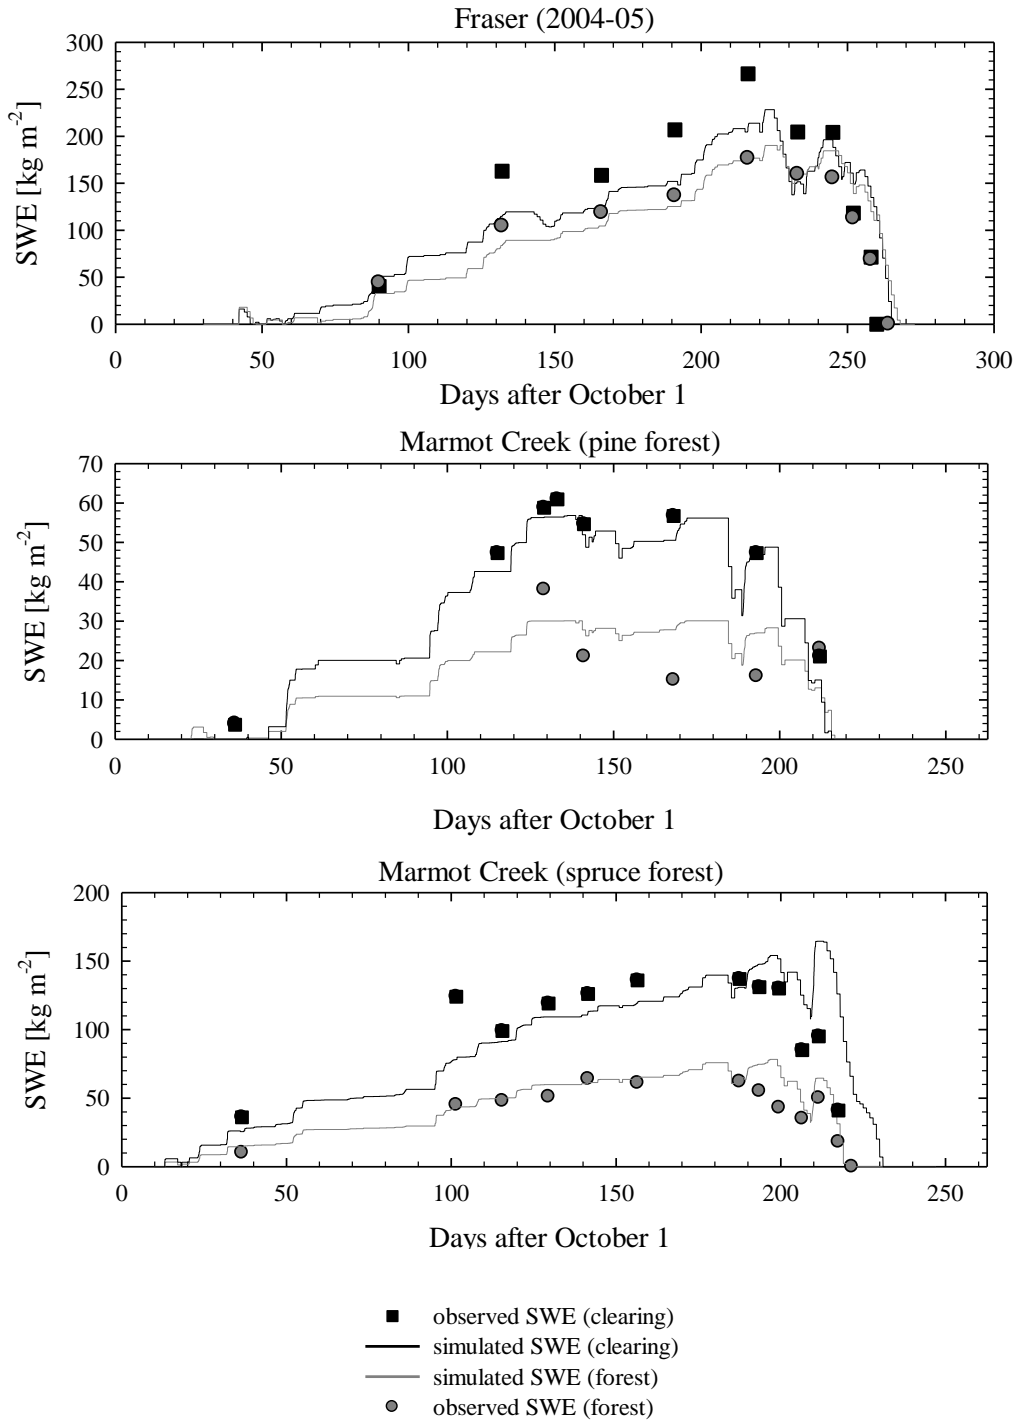 Fraser (2004-05)
300
250
200
150
100
50
0
SWE [kg m-2]
0 50 100 150 200 250 300
Days after October 1
Marmot Creek (pine forest)
70
60
50
40
30
20
10
0
SWE [kg m-2]
0 50 100 150 200 250
Days after October 1
Marmot Creek (spruce forest)
200
150
100
50
0
SWE [kg m-2]
0 50 100 150 200 250
Days after October 1
observed SWE (clearing)
simulated SWE (clearing)
simulated SWE (forest)
observed SWE (forest)